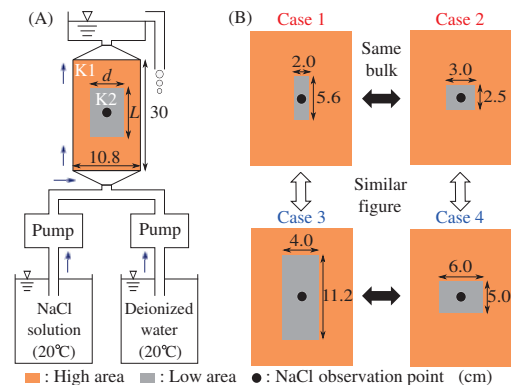 (A)
K1
d
K2
L
30
10.8
Pump
Pump
NaCl
solution
(20℃)
Deionized
water
(20℃)
(B)
Case 1
Case 2
2.0
5.6
Same
bulk
3.0
2.5
Similar
figure
Case 3
Case 4
4.0
11.2
6.0
5.0
: High area : Low area : NaCl observation point (cm)